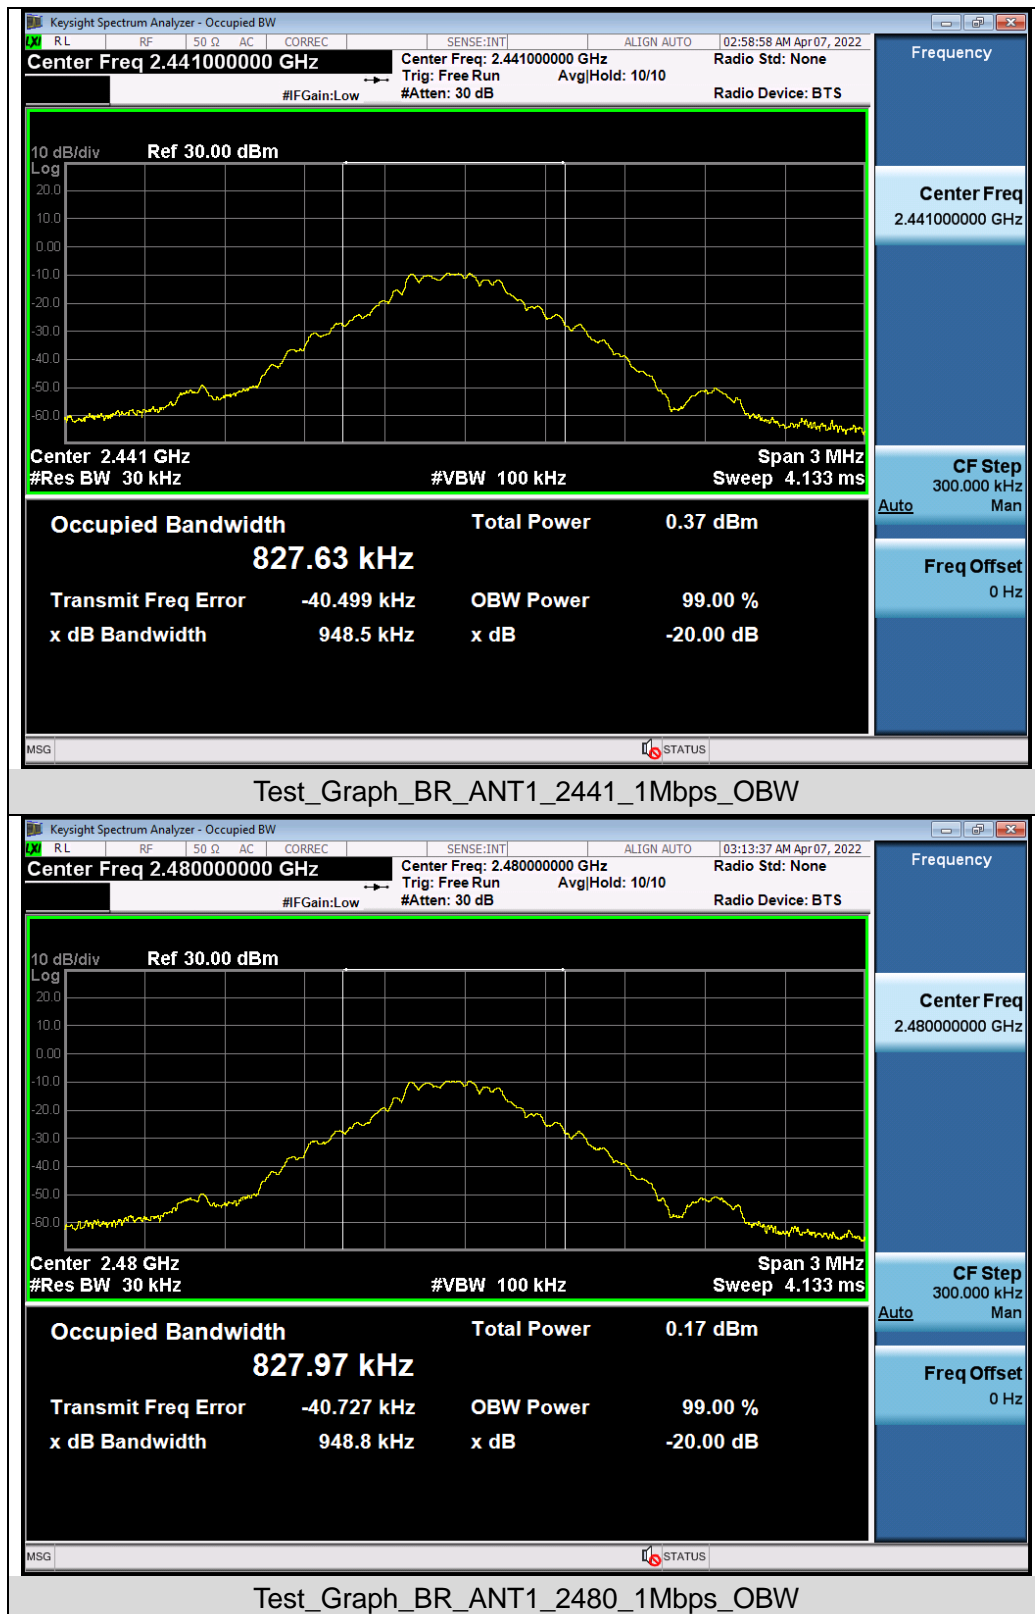 Keysight Spectrum Analyzer - Occupied BW
LXI RL RF 50 Ω AC CORREC SENSE:INT ALIGN AUTO 02:58:58 AM Apr 07, 2022
Center Freq 2.441000000 GHz
Center Freq: 2.441000000 GHz Radio Std: None
Trig: Free Run Avg|Hold: 10/10
#IFGain:Low #Atten: 30 dB Radio Device: BTS
Frequency
10 dB/div Ref 30.00 dBm
Log
20.0
10.0
0.00
-10.0
-20.0
-30.0
-40.0
-50.0
-60.0
Center 2.441 GHz Span 3 MHz
#Res BW 30 kHz #VBW 100 kHz Sweep 4.133 ms
Center Freq
2.441000000 GHz
CF Step
300.000 kHz
Auto Man
Freq Offset
0 Hz
Occupied Bandwidth Total Power 0.37 dBm
827.63 kHz
Transmit Freq Error -40.499 kHz OBW Power 99.00 %
x dB Bandwidth 948.5 kHz x dB -20.00 dB
MSG STATUS
Test_Graph_BR_ANT1_2441_1Mbps_OBW
Keysight Spectrum Analyzer - Occupied BW
LXI RL RF 50 Ω AC CORREC SENSE:INT ALIGN AUTO 03:13:37 AM Apr 07, 2022
Center Freq 2.480000000 GHz
Center Freq: 2.480000000 GHz Radio Std: None
Trig: Free Run Avg|Hold: 10/10
#IFGain:Low #Atten: 30 dB Radio Device: BTS
Frequency
10 dB/div Ref 30.00 dBm
Log
20.0
10.0
0.00
-10.0
-20.0
-30.0
-40.0
-50.0
-60.0
Center 2.48 GHz Span 3 MHz
#Res BW 30 kHz #VBW 100 kHz Sweep 4.133 ms
Center Freq
2.480000000 GHz
CF Step
300.000 kHz
Auto Man
Freq Offset
0 Hz
Occupied Bandwidth Total Power 0.17 dBm
827.97 kHz
Transmit Freq Error -40.727 kHz OBW Power 99.00 %
x dB Bandwidth 948.8 kHz x dB -20.00 dB
MSG STATUS
Test_Graph_BR_ANT1_2480_1Mbps_OBW